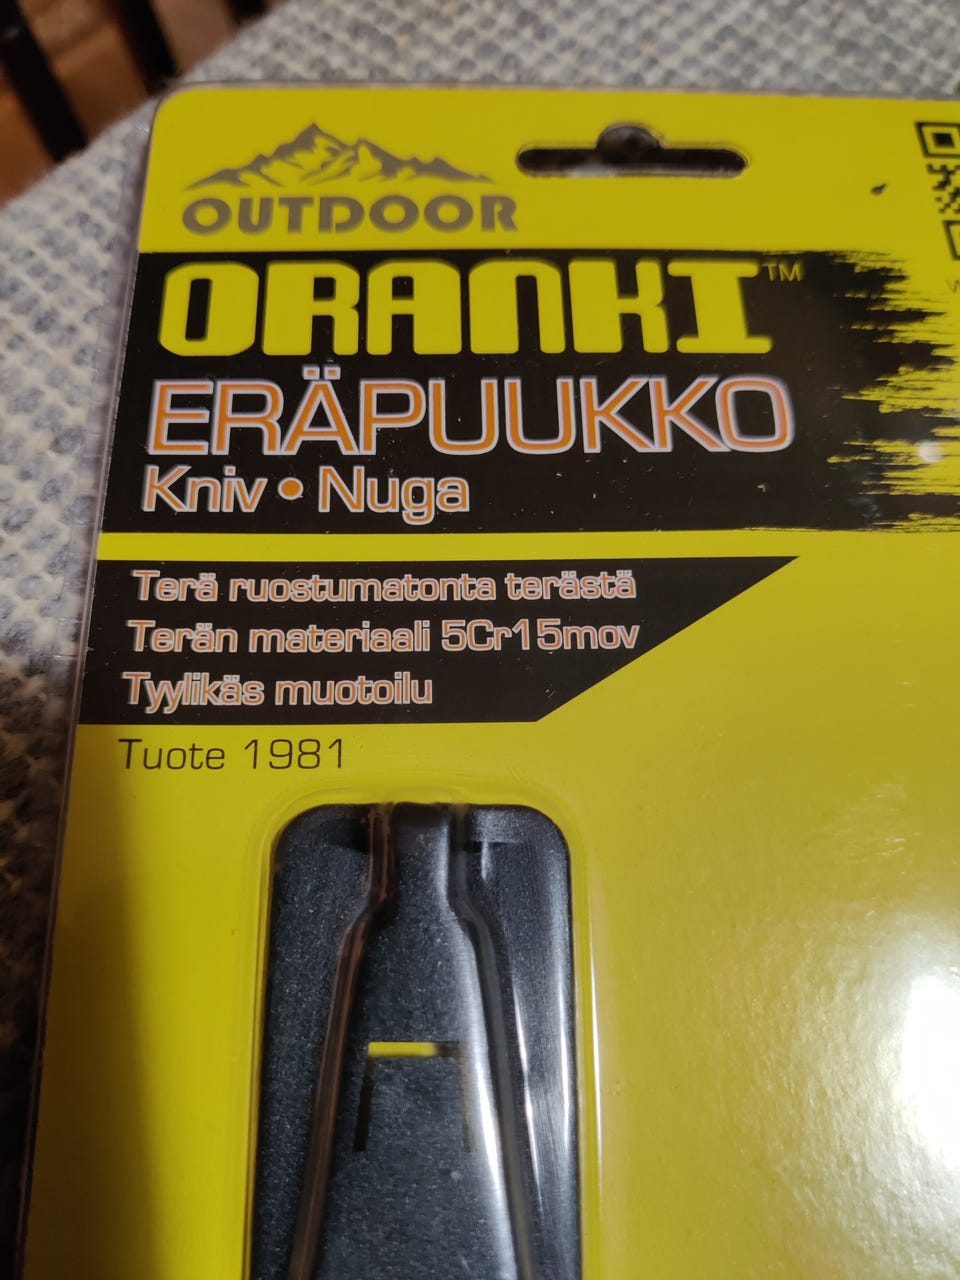 OUTDOOR
ORANKI™
ERÄPUUKKO
Kniv • Nuga
Terä ruostumatonta terästä
Terän materiaali 5Cr15mov
Tyylikäs muotoilu
Tuote 1981